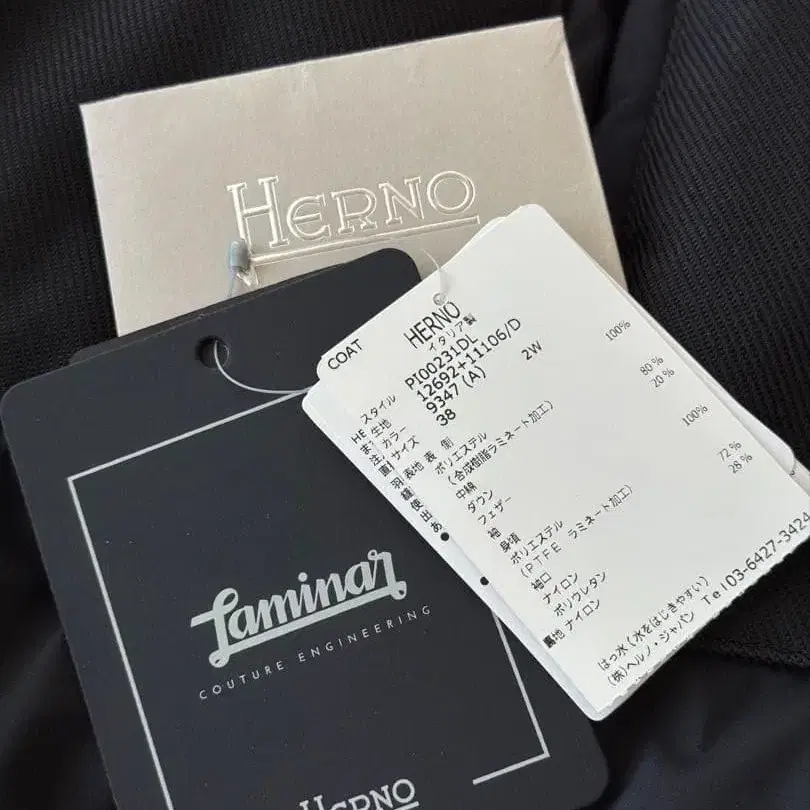 HERNO
COAT
HERNO
イタリア製
スタイル PI00231DL
生地 12692+11106/D
カラー 9347 (A) 2W
サイズ 38
表地 表 側
ポリエステル 100%
(合成樹脂ラミネート加工)
中綿
ダウン 80%
フェザー 20%
袖
身頃
ポリエステル 100%
(PTFE ラミネート加工)
袖口
ナイロン 72%
ポリウレタン 28%
裏地 ナイロン
はっ水(水をはじきやすい)
(株)ヘルノ・ジャパン Tel03-6427-3424
Laminar
COUTURE ENGINEERING
HERNO